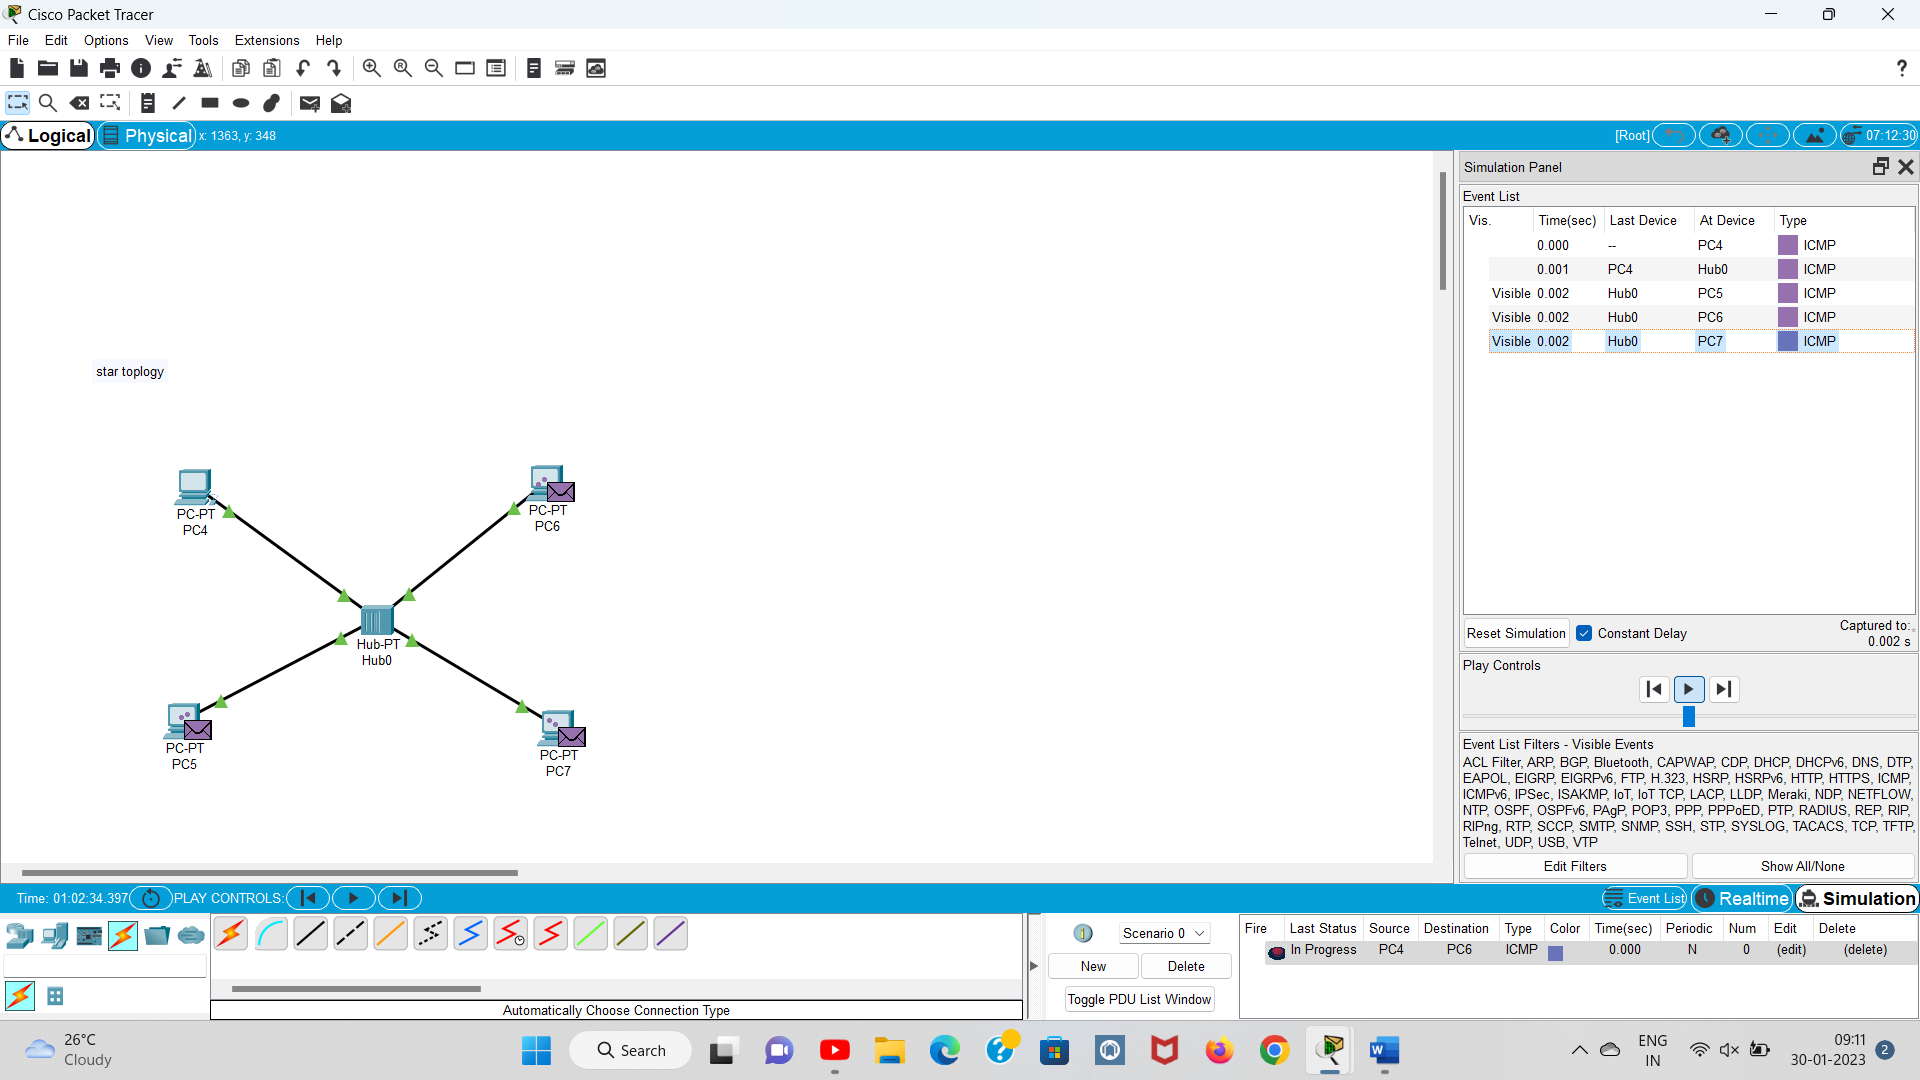 Cisco Packet Tracer
File Edit Options View Tools Extensions Help
?
Logical Physical x: 1363, y: 348 [Root] 07:12:30
Simulation Panel
Event List
Vis. Time(sec) Last Device At Device Type
0.000 -- PC4 ICMP
0.001 PC4 Hub0 ICMP
Visible 0.002 Hub0 PC5 ICMP
Visible 0.002 Hub0 PC6 ICMP
Visible 0.002 Hub0 PC7 ICMP
star toplogy
PC-PT
PC4
PC-PT
PC6
Hub-PT
Hub0
PC-PT
PC5
PC-PT
PC7
Reset Simulation Constant Delay Captured to:
0.002 s
Play Controls
Event List Filters - Visible Events
ACL Filter, ARP, BGP, Bluetooth, CAPWAP, CDP, DHCP, DHCPv6, DNS, DTP,
EAPOL, EIGRP, EIGRPv6, FTP, H.323, HSRP, HSRPv6, HTTP, HTTPS, ICMP,
ICMPv6, IPSec, ISAKMP, IoT, IoT TCP, LACP, LLDP, Meraki, NDP, NETFLOW,
NTP, OSPF, OSPFv6, PAgP, POP3, PPP, PPPoED, PTP, RADIUS, REP, RIP,
RIPng, RTP, SCCP, SMTP, SNMP, SSH, STP, SYSLOG, TACACS, TCP, TFTP,
Telnet, UDP, USB, VTP
Edit Filters Show All/None
Time: 01:02:34.397 PLAY CONTROLS: Event List Realtime Simulation
Scenario 0
New Delete
Toggle PDU List Window
Fire Last Status Source Destination Type Color Time(sec) Periodic Num Edit Delete
In Progress PC4 PC6 ICMP 0.000 N 0 (edit) (delete)
Automatically Choose Connection Type
26°C
Cloudy
Search
ENG
IN
09:11
30-01-2023
2